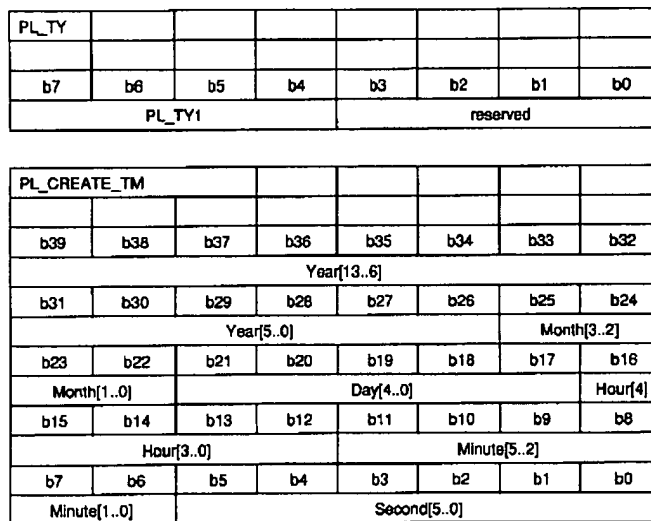 PL_TY
b7 b6 b5 b4 b3 b2 b1 b0
PL_TY1 reserved
PL_CREATE_TM
b39 b38 b37 b36 b35 b34 b33 b32
Year[13..6]
b31 b30 b29 b28 b27 b26 b25 b24
Year[5..0] Month[3..2]
b23 b22 b21 b20 b19 b18 b17 b16
Month[1..0] Day[4..0] Hour[4]
b15 b14 b13 b12 b11 b10 b9 b8
Hour[3..0] Minute[5..2]
b7 b6 b5 b4 b3 b2 b1 b0
Minute[1..0] Second[5..0]